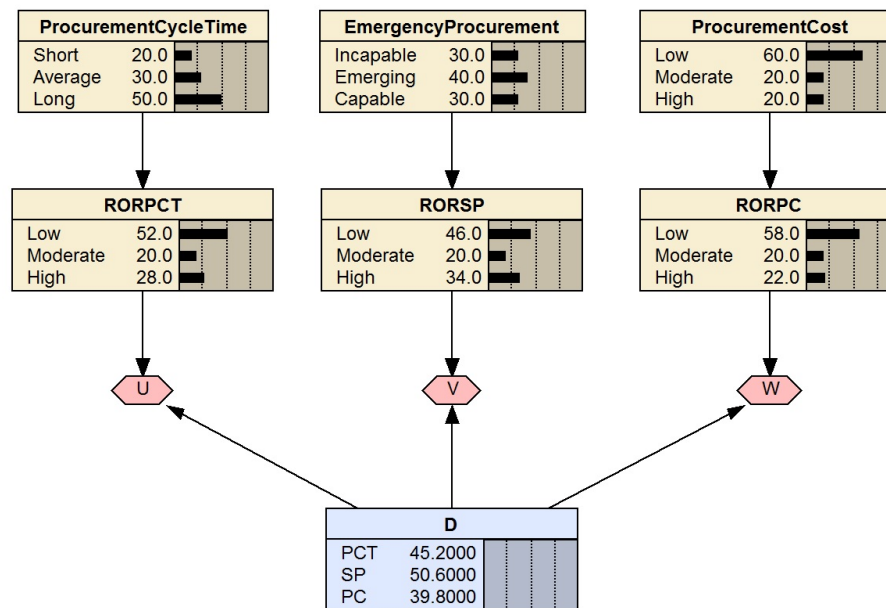 ProcurementCycleTime
Short 20.0
Average 30.0
Long 50.0
EmergencyProcurement
Incapable 30.0
Emerging 40.0
Capable 30.0
ProcurementCost
Low 60.0
Moderate 20.0
High 20.0
RORPCT
Low 52.0
Moderate 20.0
High 28.0
RORSP
Low 46.0
Moderate 20.0
High 34.0
RORPC
Low 58.0
Moderate 20.0
High 22.0
U
V
W
D
PCT 45.2000
SP 50.6000
PC 39.8000